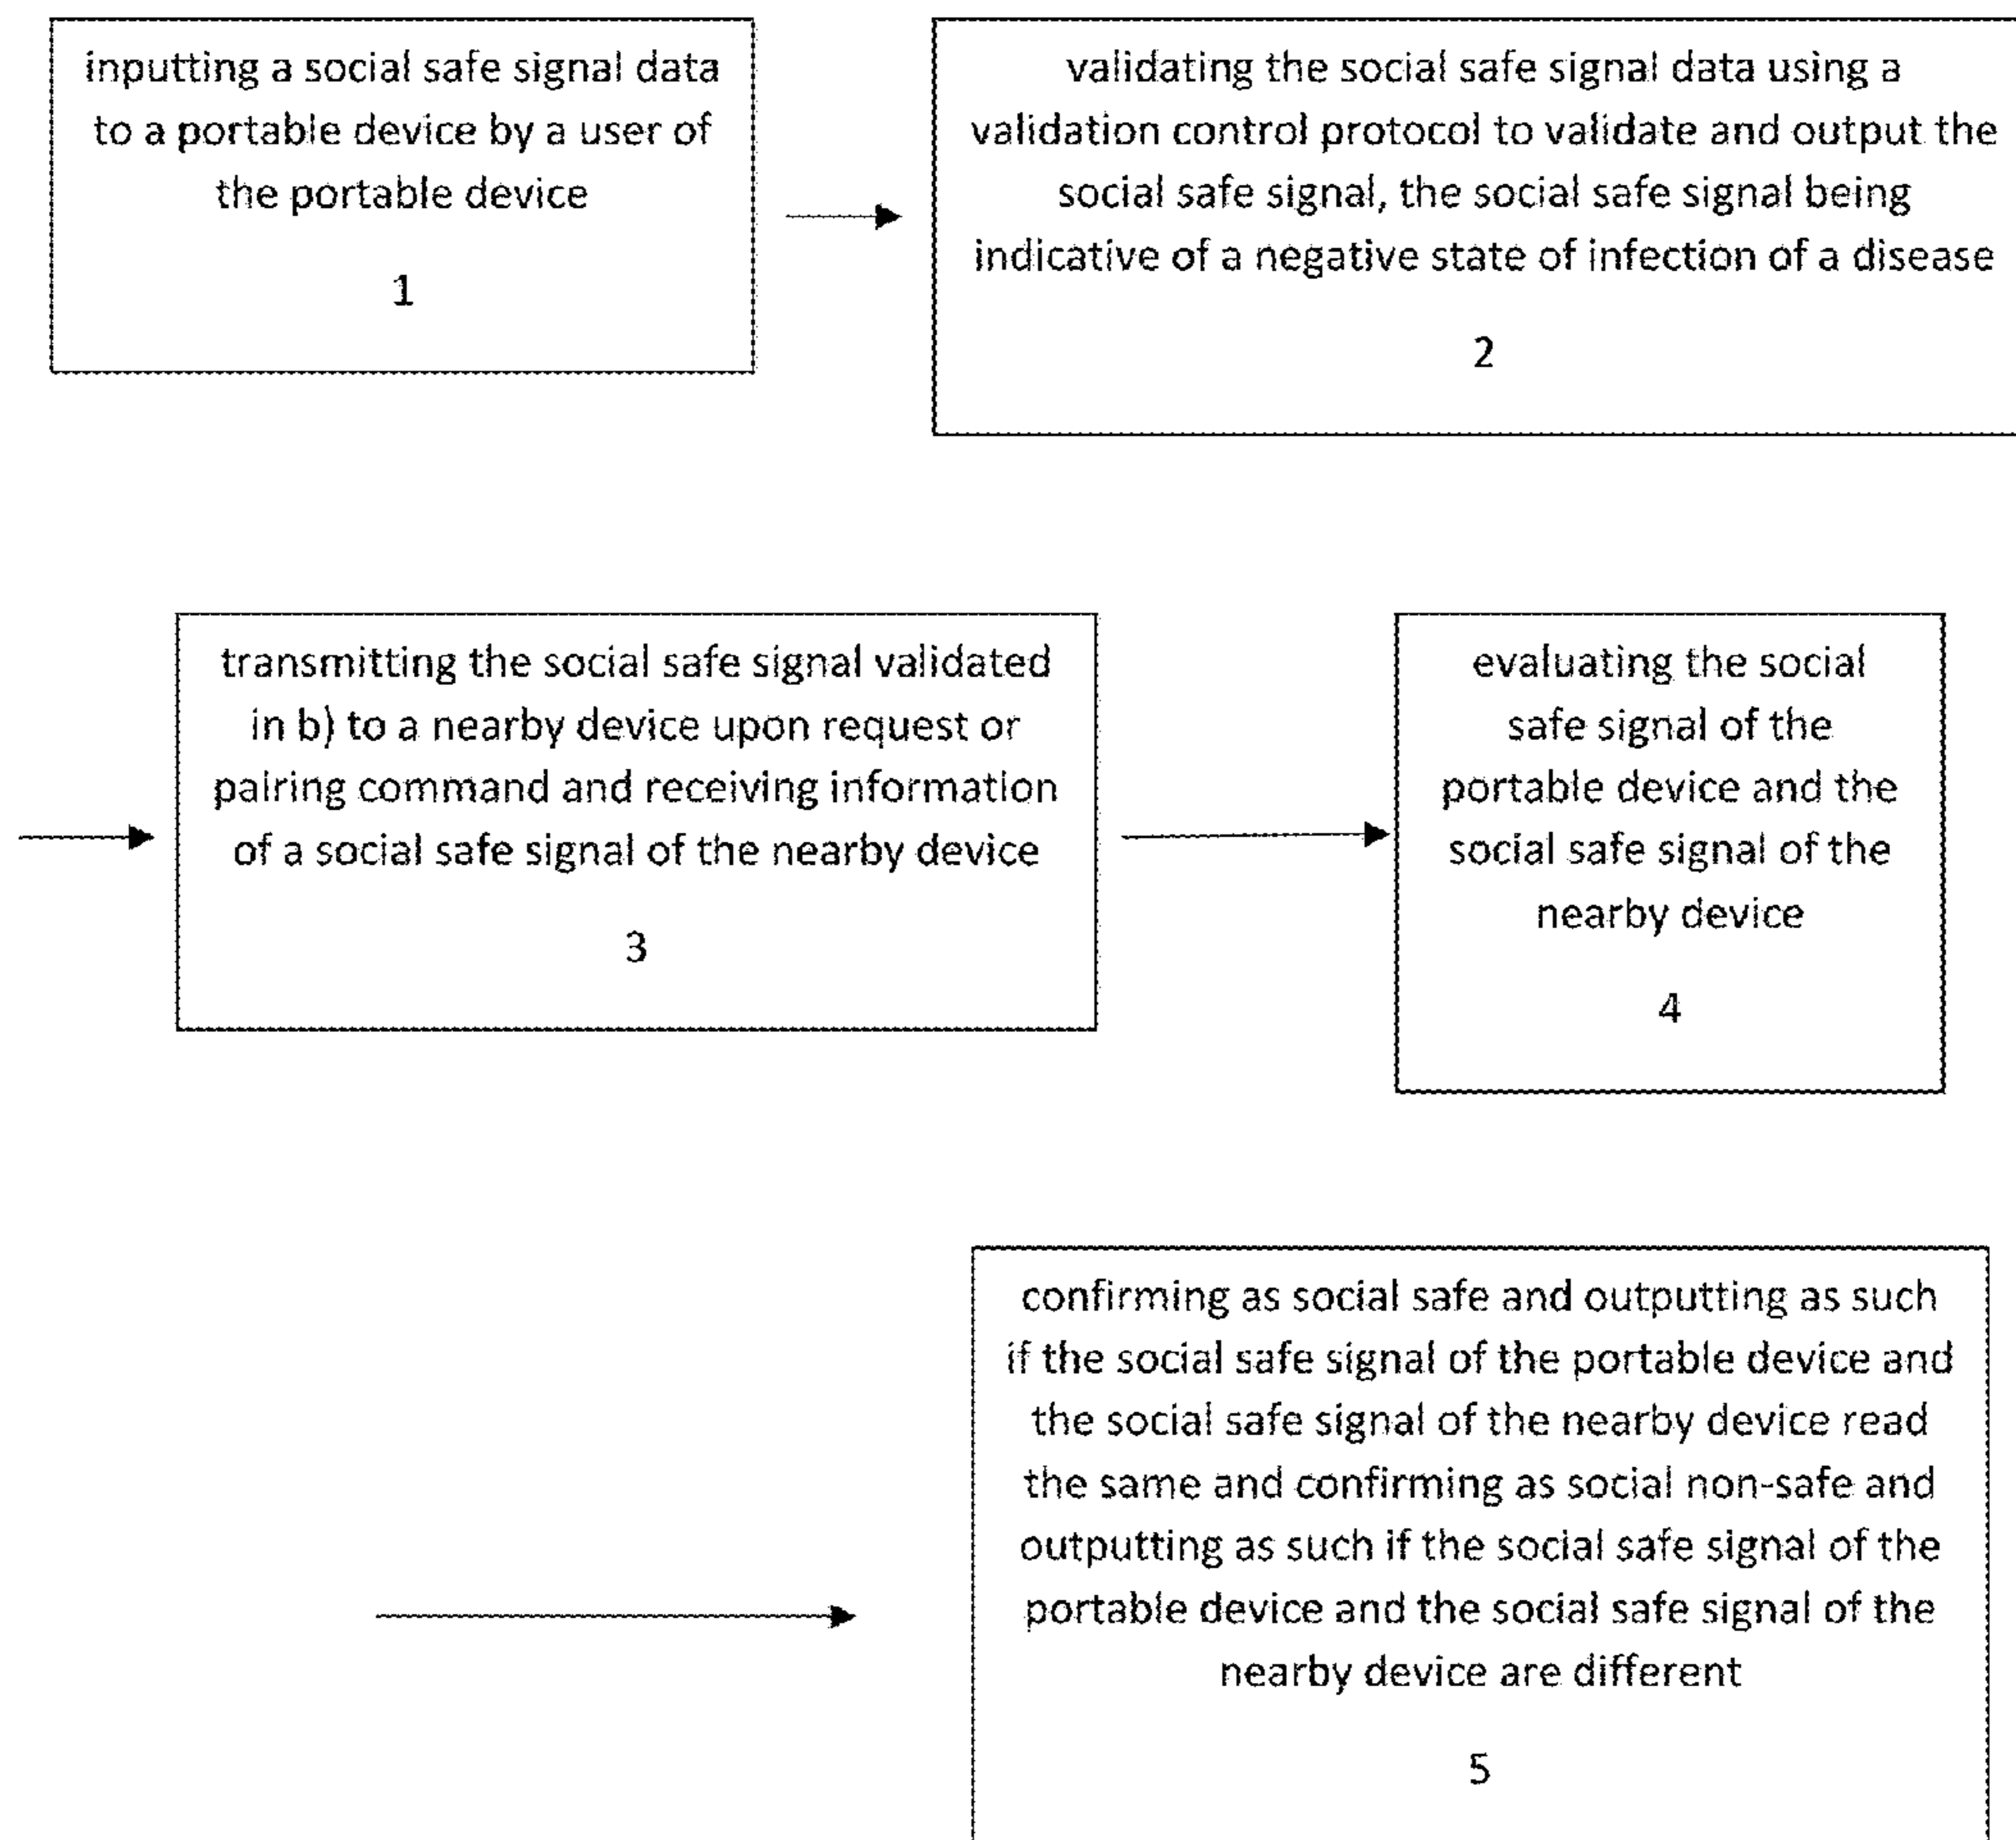 inputting a social safe signal data
to a portable device by a user of
the portable device
1
validating the social safe signal data using a
validation control protocol to validate and output the
social safe signal, the social safe signal being
indicative of a negative state of infection of a disease
2
transmitting the social safe signal validated
in b) to a nearby device upon request or
pairing command and receiving information
of a social safe signal of the nearby device
3
evaluating the social
safe signal of the
portable device and the
social safe signal of the
nearby device
4
confirming as social safe and outputting as such
if the social safe signal of the portable device and
the social safe signal of the nearby device read
the same and confirming as social non-safe and
outputting as such if the social safe signal of the
portable device and the social safe signal of the
nearby device are different
5